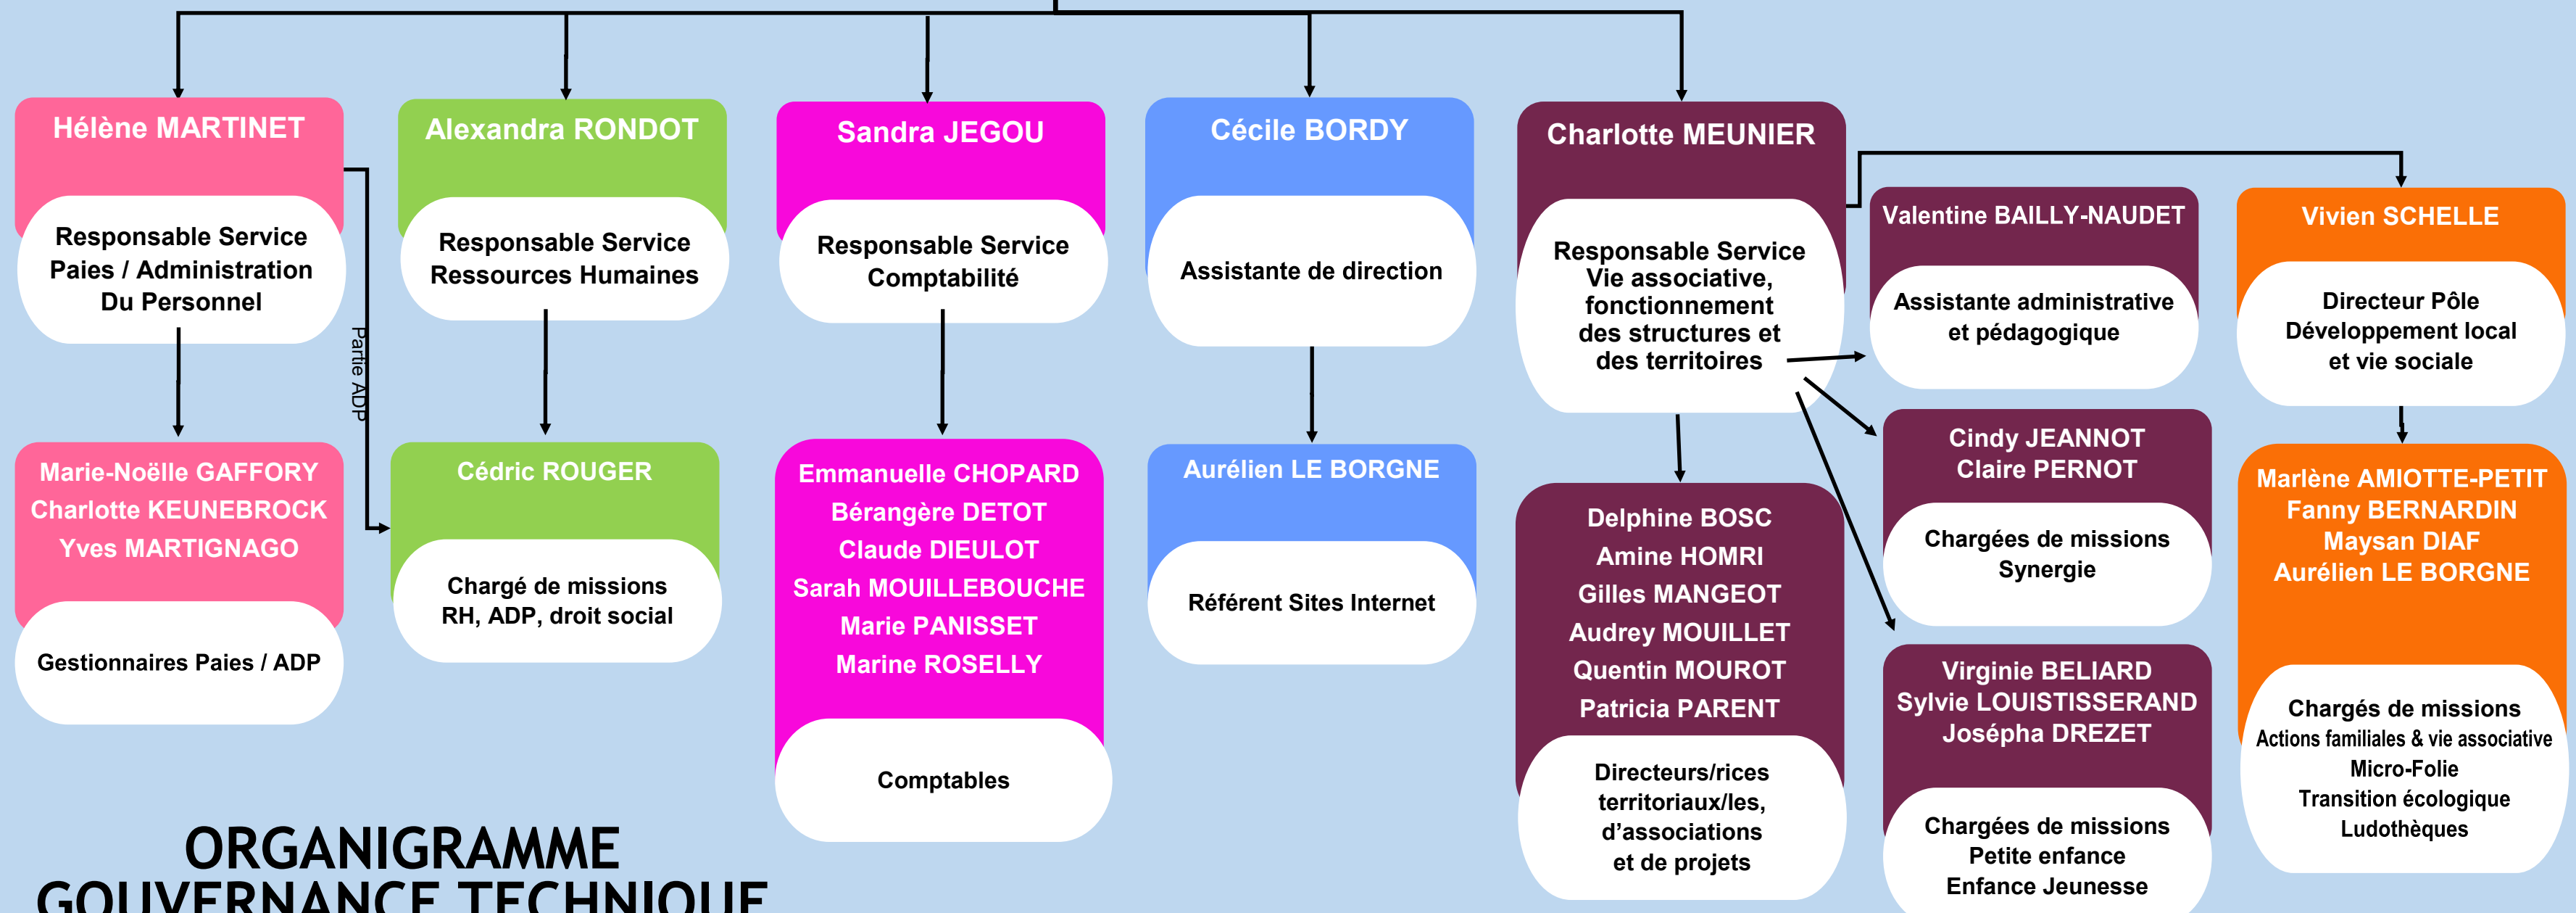 Hélène MARTINET
Responsable Service
Paies / Administration
Du Personnel
Partie ADP
Marie-Noëlle GAFFORY
Charlotte KEUNEBROCK
Yves MARTIGNAGO
Gestionnaires Paies / ADP
Alexandra RONDOT
Responsable Service
Ressources Humaines
Cédric ROUGER
Chargé de missions
RH, ADP, droit social
Sandra JEGOU
Responsable Service
Comptabilité
Emmanuelle CHOPARD
Bérangère DETOT
Claude DIEULOT
Sarah MOUILLEBOUCHE
Marie PANISSET
Marine ROSELLY
Comptables
Cécile BORDY
Assistante de direction
Aurélien LE BORGNE
Référent Sites Internet
Charlotte MEUNIER
Responsable Service
Vie associative,
fonctionnement
des structures et
des territoires
Delphine BOSC
Amine HOMRI
Gilles MANGEOT
Audrey MOUILLET
Quentin MOUROT
Patricia PARENT
Directeurs/rices
territoriaux/les,
d’associations
et de projets
Valentine BAILLY-NAUDET
Assistante administrative
et pédagogique
Cindy JEANNOT
Claire PERNOT
Chargées de missions
Synergie
Virginie BELIARD
Sylvie LOUISTISSERAND
Josépha DREZET
Chargées de missions
Petite enfance
Enfance Jeunesse
Vivien SCHELLE
Directeur Pôle
Développement local
et vie sociale
Marlène AMIOTTE-PETIT
Fanny BERNARDIN
Maysan DIAF
Aurélien LE BORGNE
Chargés de missions
Actions familiales & vie associative
Micro-Folie
Transition écologique
Ludothèques
ORGANIGRAMME
GOUVERNANCE TECHNIQUE